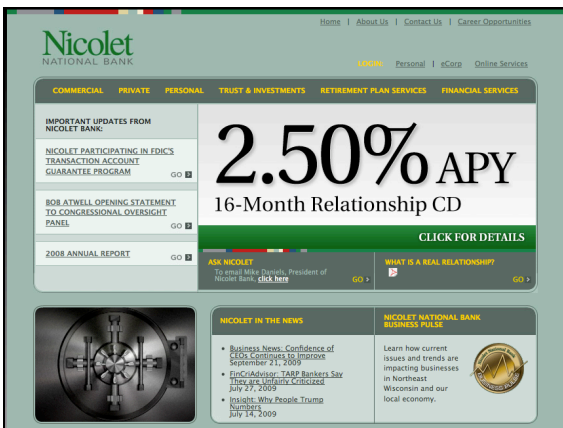 Home | About Us | Contact Us | Career Opportunities
Nicolet
NATIONAL BANK
LOGIN Personal | eCorp Online Services
COMMERCIAL PRIVATE PERSONAL TRUST & INVESTMENTS RETIREMENT PLAN SERVICES FINANCIAL SERVICES
IMPORTANT UPDATES FROM
NICOLET BANK:
NICOLET PARTICIPATING IN FDIC'S
TRANSACTION ACCOUNT
GUARANTEE PROGRAM
GO
BOB ATWELL OPENING STATEMENT
TO CONGRESSIONAL OVERSIGHT
PANEL
GO
2008 ANNUAL REPORT
GO
2.50% APY
16-Month Relationship CD
CLICK FOR DETAILS
ASK NICOLET
To email Mike Daniels, President of
Nicolet Bank, click here
GO
WHAT IS A REAL RELATIONSHIP?
GO
NICOLET IN THE NEWS
Business News: Confidence of
CEOs Continues to Improve
September 21, 2009
FinCriAdvisor: TARP Bankers Say
They are Unfairly Criticized
July 27, 2009
Insight: Why People Trump
Numbers
July 14, 2009
NICOLET NATIONAL BANK
BUSINESS PULSE
Learn how current
issues and trends are
impacting businesses
in Northeast
Wisconsin and our
local economy.
BUSINESS PULSE